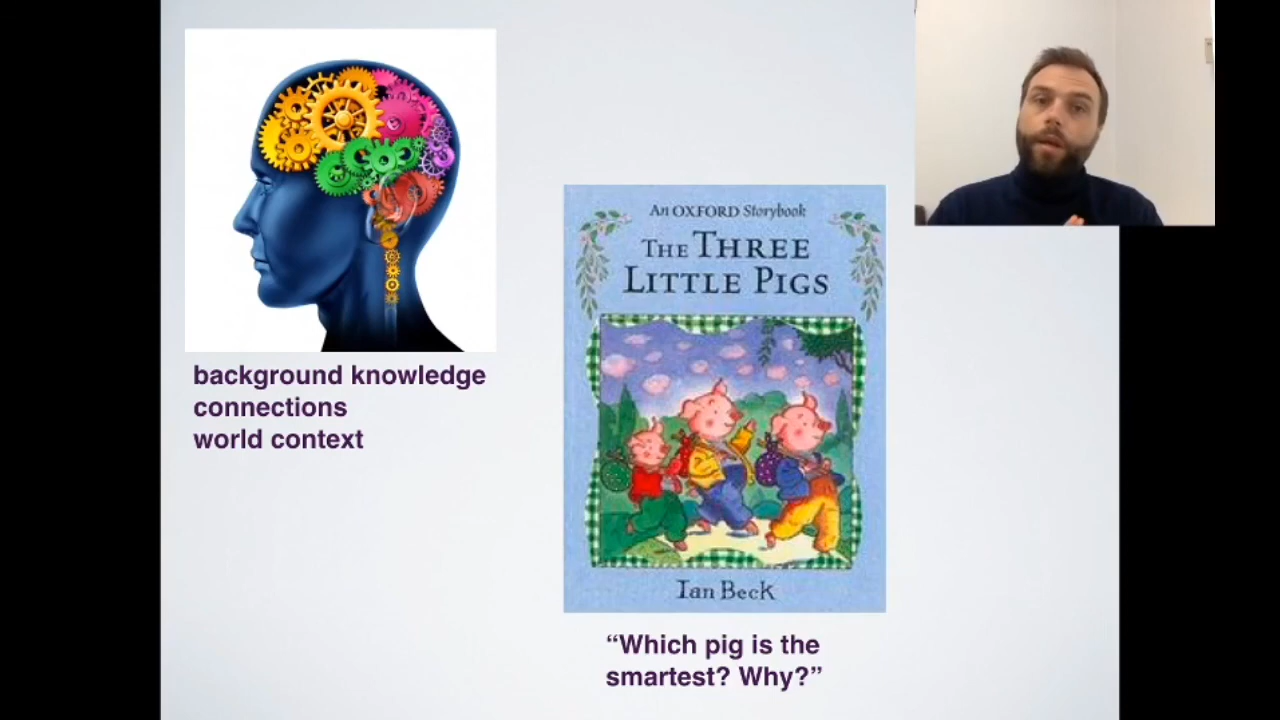 background knowledge
connections
world context
An OXFORD Storybook
THE THREE
LITTLE PIGS
Ian Beck
“Which pig is the
smartest? Why?”